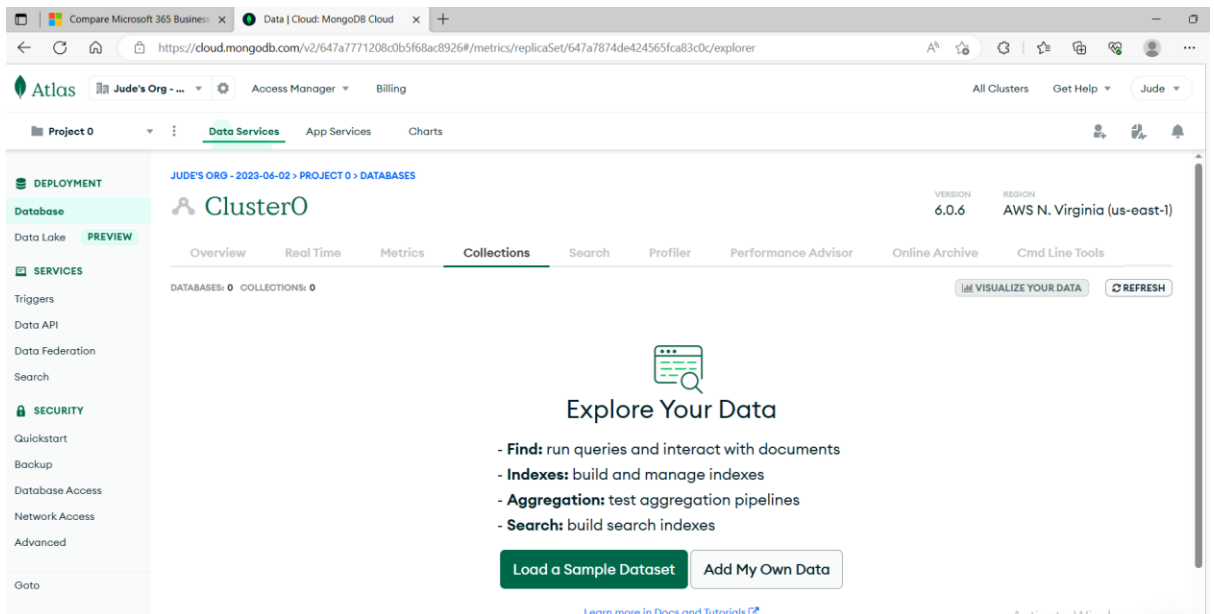 Compare Microsoft 365 Business
Data | Cloud: MongoDB Cloud
https://cloud.mongodb.com/v2/647a7771208c0b5f68ac8926#/metrics/replicaSet/647a7874de424565fca83c0c/explorer
Atlas
Jude's Org - ...
Access Manager
Billing
All Clusters
Get Help
Jude
Project 0
Data Services
App Services
Charts
DEPLOYMENT
Database
Data Lake PREVIEW
SERVICES
Triggers
Data API
Data Federation
Search
SECURITY
Quickstart
Backup
Database Access
Network Access
Advanced
Goto
JUDE'S ORG - 2023-06-02 > PROJECT 0 > DATABASES
Cluster0
VERSION
6.0.6
REGION
AWS N. Virginia (us-east-1)
Overview
Real Time
Metrics
Collections
Search
Profiler
Performance Advisor
Online Archive
Cmd Line Tools
DATABASES: 0 COLLECTIONS: 0
VISUALIZE YOUR DATA
REFRESH
Explore Your Data
- Find: run queries and interact with documents
- Indexes: build and manage indexes
- Aggregation: test aggregation pipelines
- Search: build search indexes
Load a Sample Dataset
Add My Own Data
Learn more in Docs and Tutorials